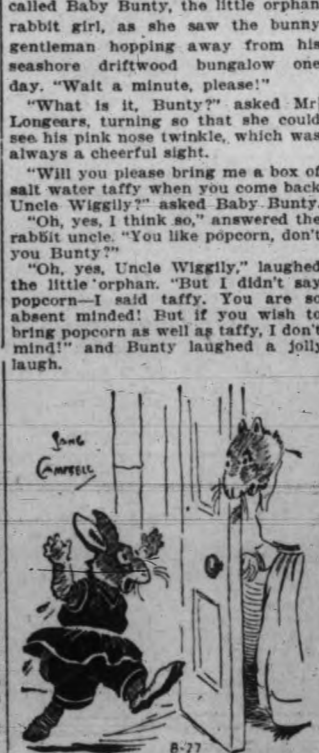 called Baby Bunty, the little orphan
rabbit girl, as she saw the bunny
gentleman hopping away from his
seashore driftwood bungalow one
day. “Wait a minute, please!”
“What is it, Bunty?” asked Mr
Longears, turning so that she could
see his pink nose twinkle, which was
always a cheerful sight.
“Will you please bring me a box of
salt water taffy when you come back
Uncle Wiggily?” asked Baby Bunty.
“Oh, yes, I think so,” answered the
rabbit uncle. “You like popcorn, don't
you Bunty?”
“Oh, yes, Uncle Wiggily,” laughed
the little orphan. “But I didn't say
popcorn—I said taffy. You are so
absent minded! But if you wish to
bring popcorn as well as taffy, I don't
mind!” and Bunty laughed a jolly
laugh.
Lang
Campbell
8-27